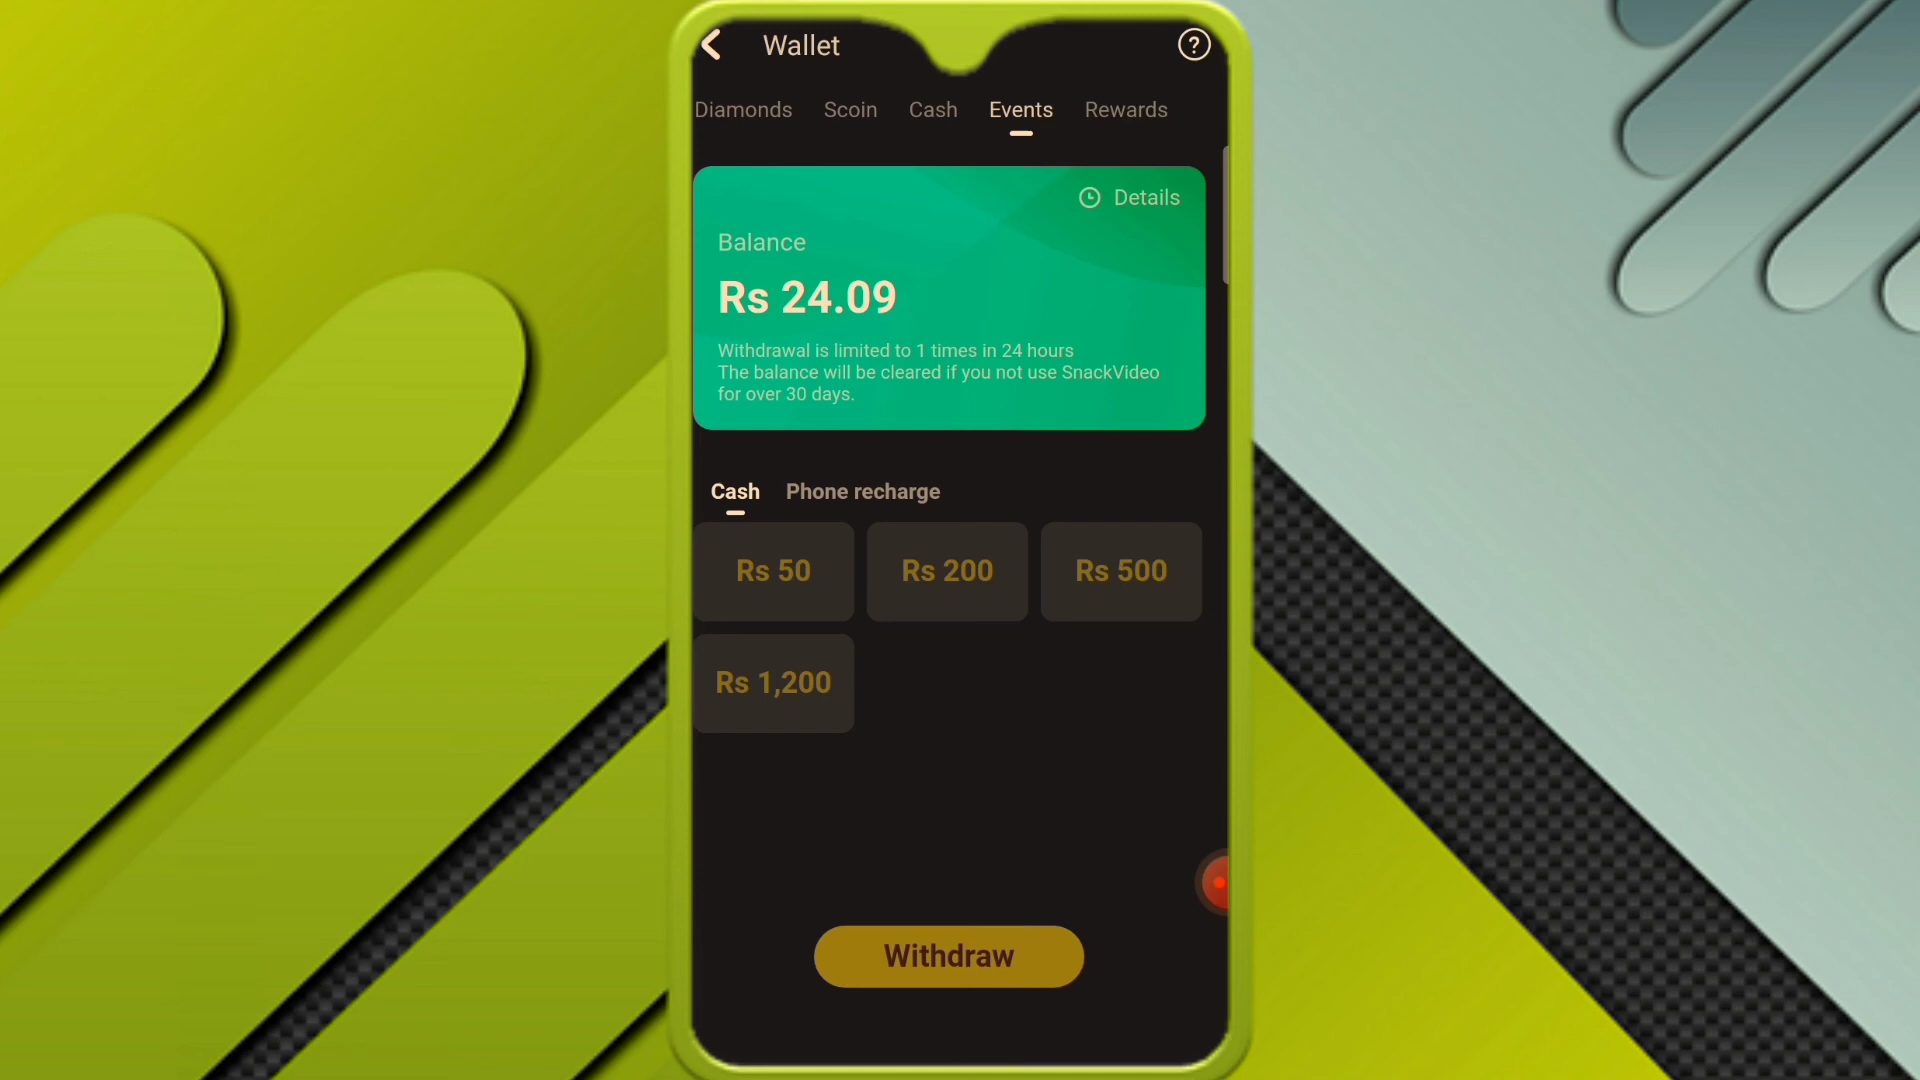 Wallet
Diamonds Scoin Cash Events Rewards
Details
Balance
Rs 24.09
Withdrawal is limited to 1 times in 24 hours
The balance will be cleared if you not use SnackVideo
for over 30 days.
Cash Phone recharge
Rs 50 Rs 200 Rs 500
Rs 1,200
Withdraw